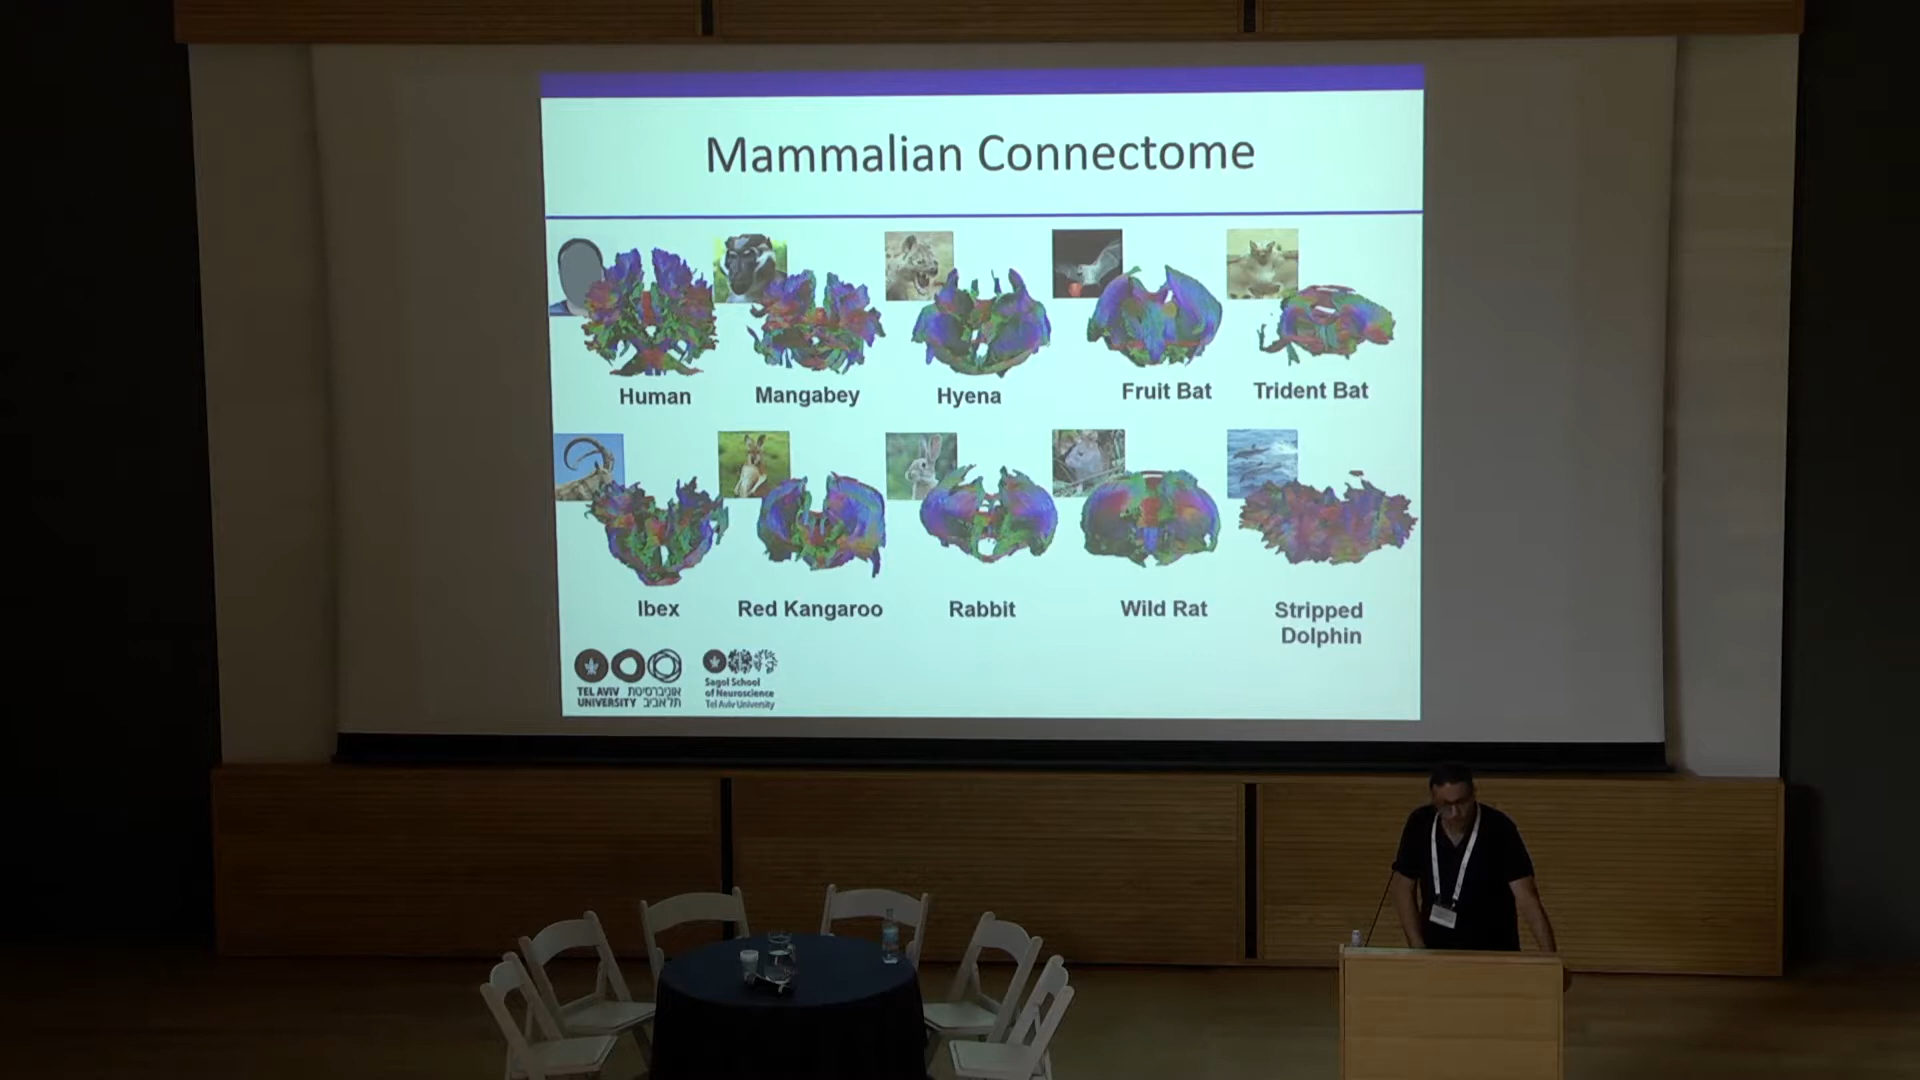 Mammalian Connectome
Human
Mangabey
Hyena
Fruit Bat
Trident Bat
Ibex
Red Kangaroo
Rabbit
Wild Rat
Stripped
Dolphin
TEL AVIV אוניברסיטת
UNIVERSITY תל אביב
Sagol School
of Neuroscience
Tel Aviv University